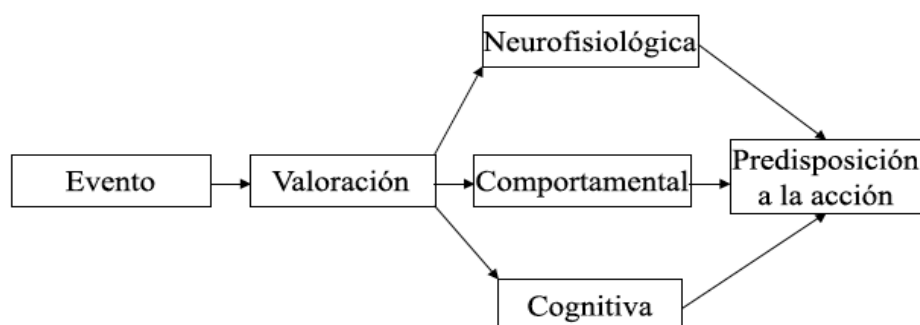 Neurofisiológica
Evento
Valoración
Comportamental
Predisposición
a la acción
Cognitiva